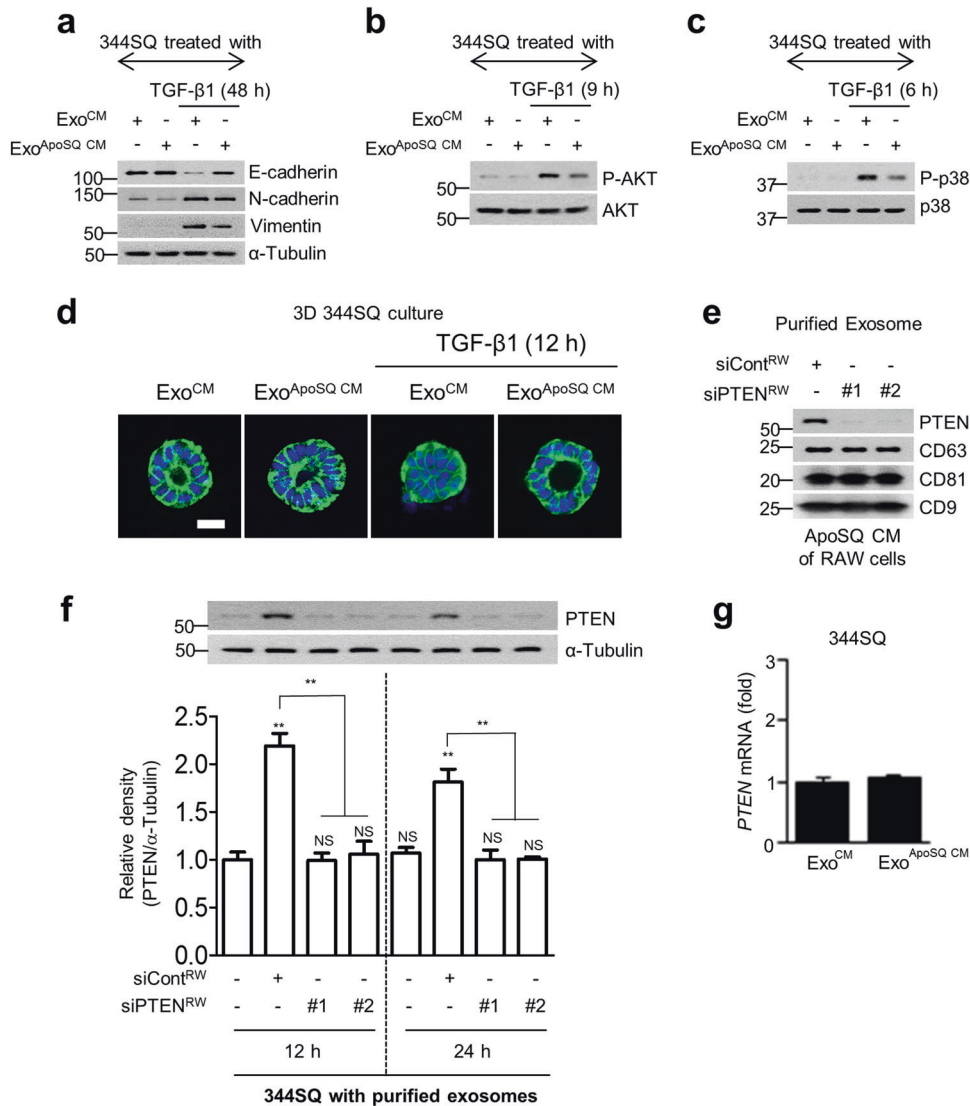 a
344SQ treated with
TGF-β1 (48 h)
Exo^CM + - + -
Exo^ApoSQ CM - + - +
100 E-cadherin
150 N-cadherin
50 Vimentin
50 α-Tubulin
b
344SQ treated with
TGF-β1 (9 h)
Exo^CM + - + -
Exo^ApoSQ CM - + - +
50 P-AKT
50 AKT
c
344SQ treated with
TGF-β1 (6 h)
Exo^CM + - + -
Exo^ApoSQ CM - + - +
37 P-p38
37 p38
d
3D 344SQ culture
TGF-β1 (12 h)
Exo^CM Exo^ApoSQ CM Exo^CM Exo^ApoSQ CM
e
Purified Exosome
siCont^RW + - -
siPTEN^RW - #1 #2
50 PTEN
25 CD63
20 CD81
25 CD9
ApoSQ CM
of RAW cells
f
50 PTEN
50 α-Tubulin
Relative density
(PTEN/α-Tubulin)
2.5
2.0
1.5
1.0
0.5
0.0
** **
** NS NS NS ** NS NS
siCont^RW - + - - - + - -
siPTEN^RW - - #1 #2 - - #1 #2
12 h 24 h
344SQ with purified exosomes
g
344SQ
PTEN mRNA (fold)
3
2
1
0
Exo^CM Exo^ApoSQ CM